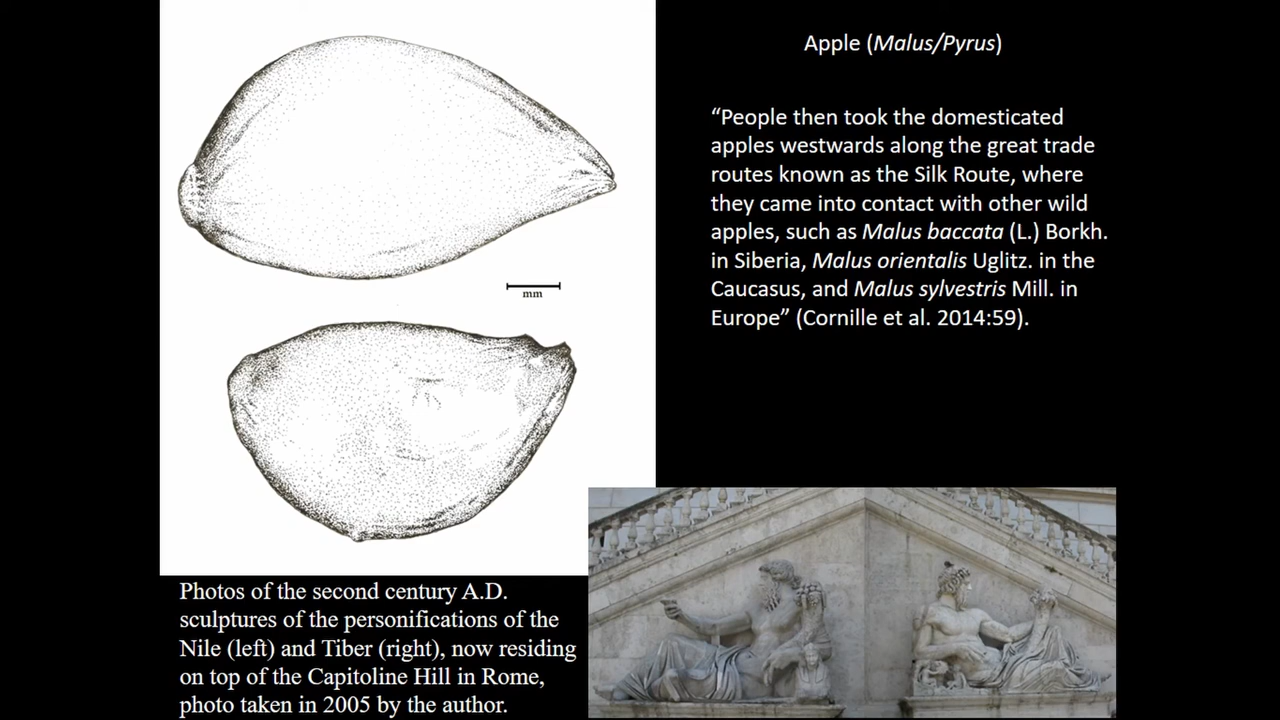 Apple (Malus/Pyrus)
“People then took the domesticated
apples westwards along the great trade
routes known as the Silk Route, where
they came into contact with other wild
apples, such as Malus baccata (L.) Borkh.
in Siberia, Malus orientalis Uglitz. in the
Caucasus, and Malus sylvestris Mill. in
Europe” (Cornille et al. 2014:59).
mm
Photos of the second century A.D.
sculptures of the personifications of the
Nile (left) and Tiber (right), now residing
on top of the Capitoline Hill in Rome,
photo taken in 2005 by the author.